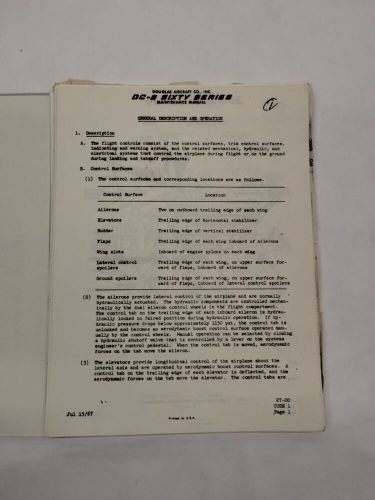 DOUGLAS AIRCRAFT CO., INC.
DC-8 SIXTY SERIES
MAINTENANCE MANUAL
2
GENERAL DESCRIPTION AND OPERATION
1. Description
A. The flight controls consist of the control surfaces, trim control surfaces,
indicating and warning system, and the related mechanical, hydraulic, and
electrical systems that control the airplane during flight or on the ground
during landing and takeoff procedures.
B. Control Surfaces
(1) The control surfaces and corresponding locations are as follows.
Control Surface Location
Ailerons Two on outboard trailing edge of each wing
Elevators Trailing edge of horizontal stabilizer
Rudder Trailing edge of vertical stabilizer
Flaps Trailing edge of each wing inboard of ailerons
Wing slots Inboard of engine pylons on each wing
Lateral control Trailing edge of each wing, on upper surface for-
spoilers ward of flaps, inboard of ailerons
Ground spoilers Trailing edge of each wing, on upper surface for-
ward of flaps, inboard of lateral control spoilers
(2) The ailerons provide lateral control of the airplane and are normally
hydraulically actuated. The hydraulic components are controlled mechan-
ically by the dual aileron control wheels in the flight compartment.
The control tab on the trailing edge of each inboard aileron is hydrau-
lically locked in faired position during hydraulic operation. If hy-
draulic pressure drops below approximately 1150 psi, the control tab is
unlocked and becomes an aerodynamic boost control surface operated man-
ually by the control wheels. Manual operation can be selected by closing
a hydraulic shutoff valve that is controlled by a lever on the systems
engineer's control pedestal. When the control tab is moved, aerodynamic
forces on the tab move the aileron.
(3) The elevators provide longitudinal control of the airplane about the
lateral axis and are operated by aerodynamic boost control surfaces. A
control tab on the trailing edge of each elevator is deflected, and the
aerodynamic forces on the tab move the elevator. The control tabs are
27-00
CODE 1
Jul 15/67 Page 1
Printed in U.S.A.